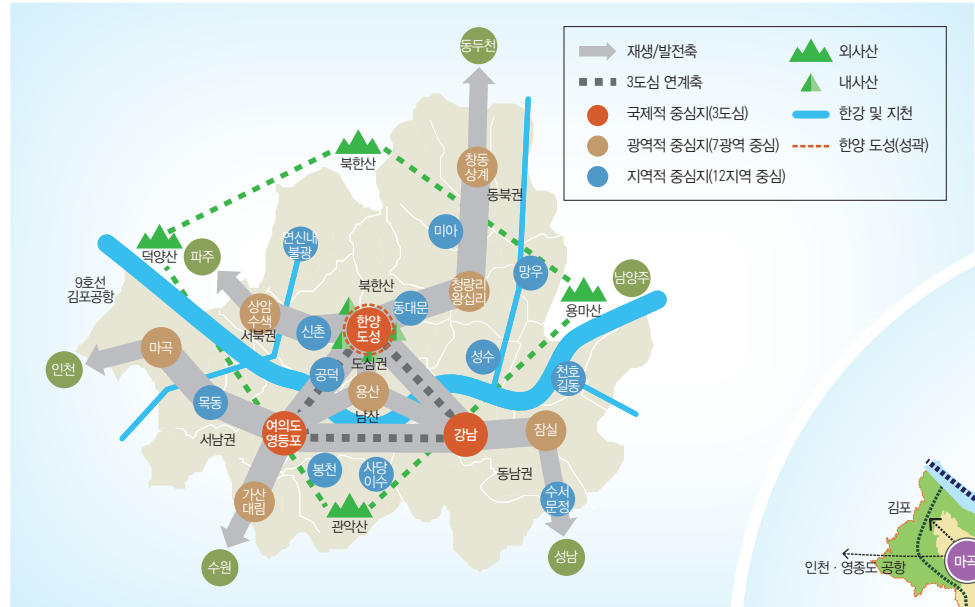 동두천
재생/발전축
외사산
3도심 연계축
내사산
국제적 중심지(3도심)
한강 및 지천
광역적 중심지(7광역 중심)
한양 도성(성곽)
지역적 중심지(12지역 중심)
북한산
창동
상계
동북권
미아
연신내
불광
덕양산
파주
망우
남양주
9호선
김포공항
북한산
청량리
왕십리
용마산
상암
수색
서북권
신촌
한양
도성
동대문
마곡
인천
도심권
성수
공덕
천호
길동
목동
용산
남산
여의도
영등포
강남
잠실
서남권
봉천
사당
이수
동남권
가산
대림
수서
문정
관악산
수원
성남
김포
인천 · 영종도 공항
마곡